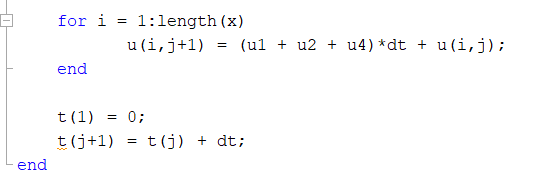 for i = 1:length(x)
u(i,j+1) = (u1 + u2 + u4)*dt + u(i,j);
end
t(1) = 0;
t(j+1) = t(j) + dt;
end